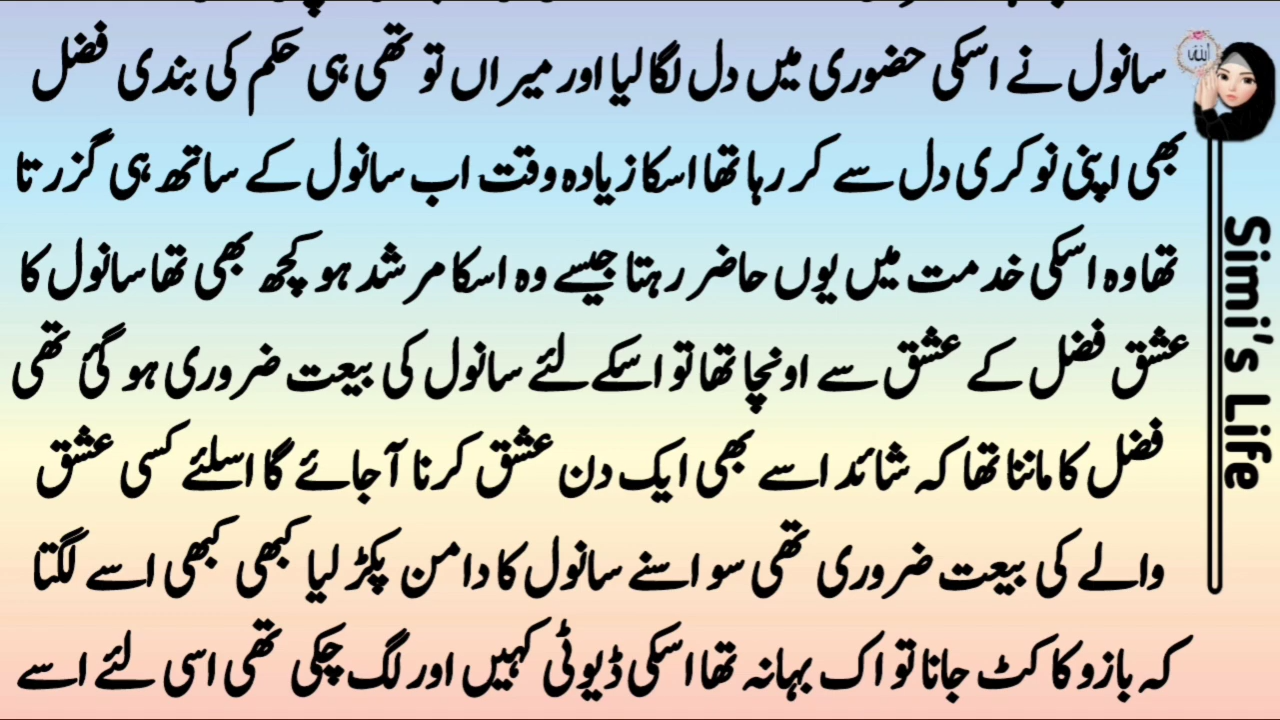 سانول نے اسکی حضوری میں دل لگا لیا اور میراں تو تھی ہی حکم کی بندی فضل
بھی اپنی نوکری دل سے کر رہا تھا اسکا زیادہ وقت اب سانول کے ساتھ ہی گزرتا
تھا وہ اسکی خدمت میں یوں حاضر رہتا جیسے وہ اسکا مرشد ہو کچھ بھی تھا سانول کا
عشق فضل کے عشق سے اونچا تھا تو اسکے لئے سانول کی بیعت ضروری ہو گئی تھی
فضل کا ماننا تھا کہ شائد اسے بھی ایک دن عشق کرنا آ جائے گا اسلئے کسی عشق
والے کی بیعت ضروری تھی سو اسنے سانول کا دامن پکڑ لیا کبھی کبھی اسے لگتا
کہ بازو کا کٹ جانا تو اک بہانہ تھا اسکی ڈیوٹی کہیں اور لگ چکی تھی اسی لئے اسے
Simi's Life
الله